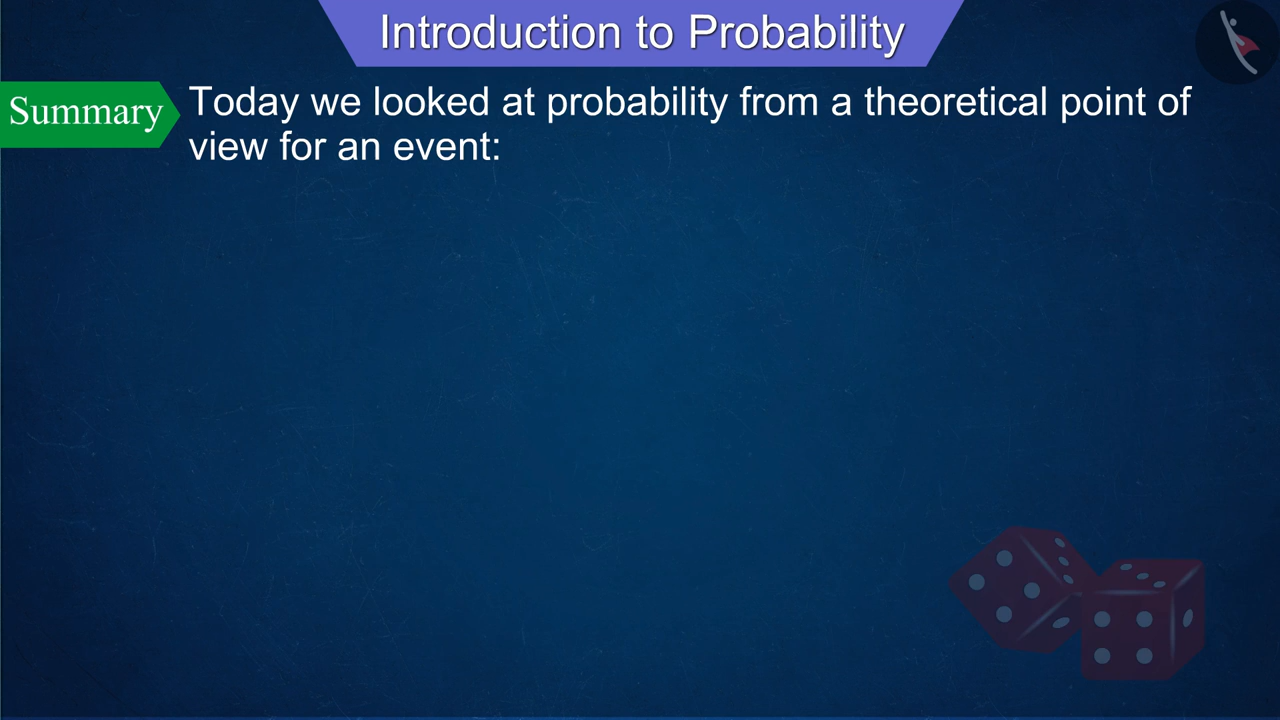 Introduction to Probability
Summary
Today we looked at probability from a theoretical point of
view for an event: